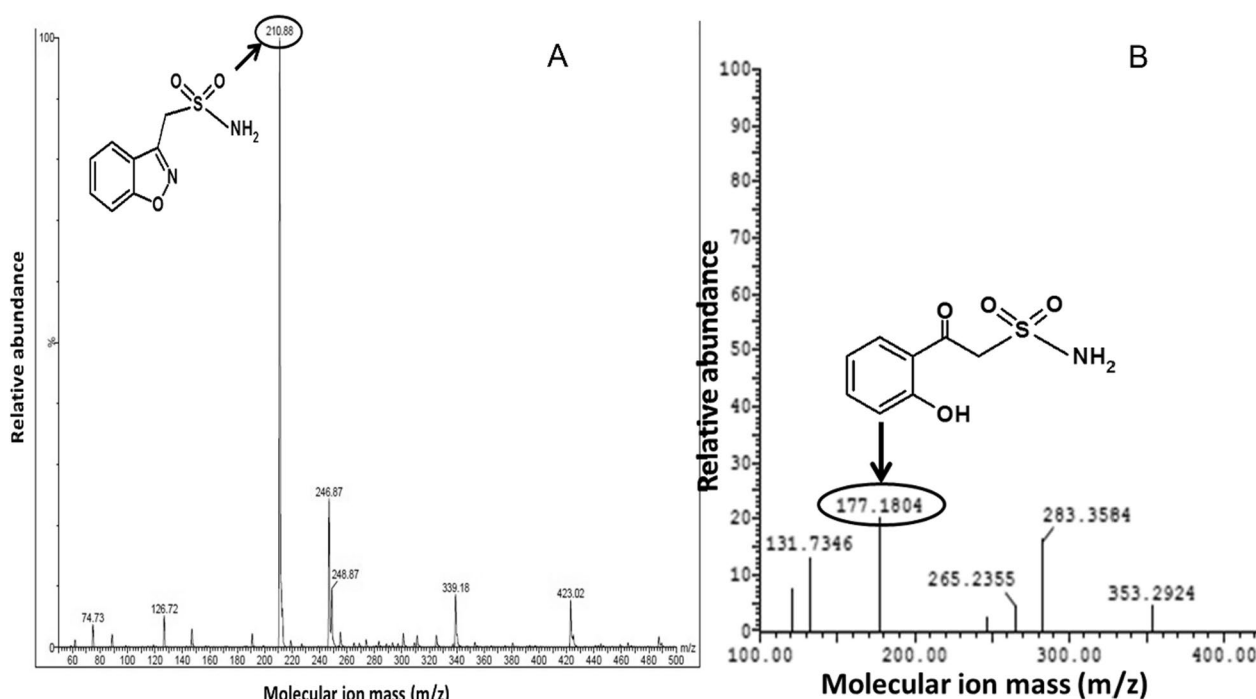 A
100
210.88
O O
S
NH2
N
O
Relative abundance
%
246.87
248.87
339.18
423.02
126.72
74.73
0
60 80 100 120 140 160 180 200 220 240 260 280 300 320 340 360 380 400 420 440 460 480 500 m/z
Molecular ion mass (m/z)
B
100
90
80
70
60
50
40
30
20
10
0
Relative abundance
O O O
S
NH2
OH
177.1804
131.7346
265.2355
283.3584
353.2924
100.00 200.00 300.00 400.0
Molecular ion mass (m/z)